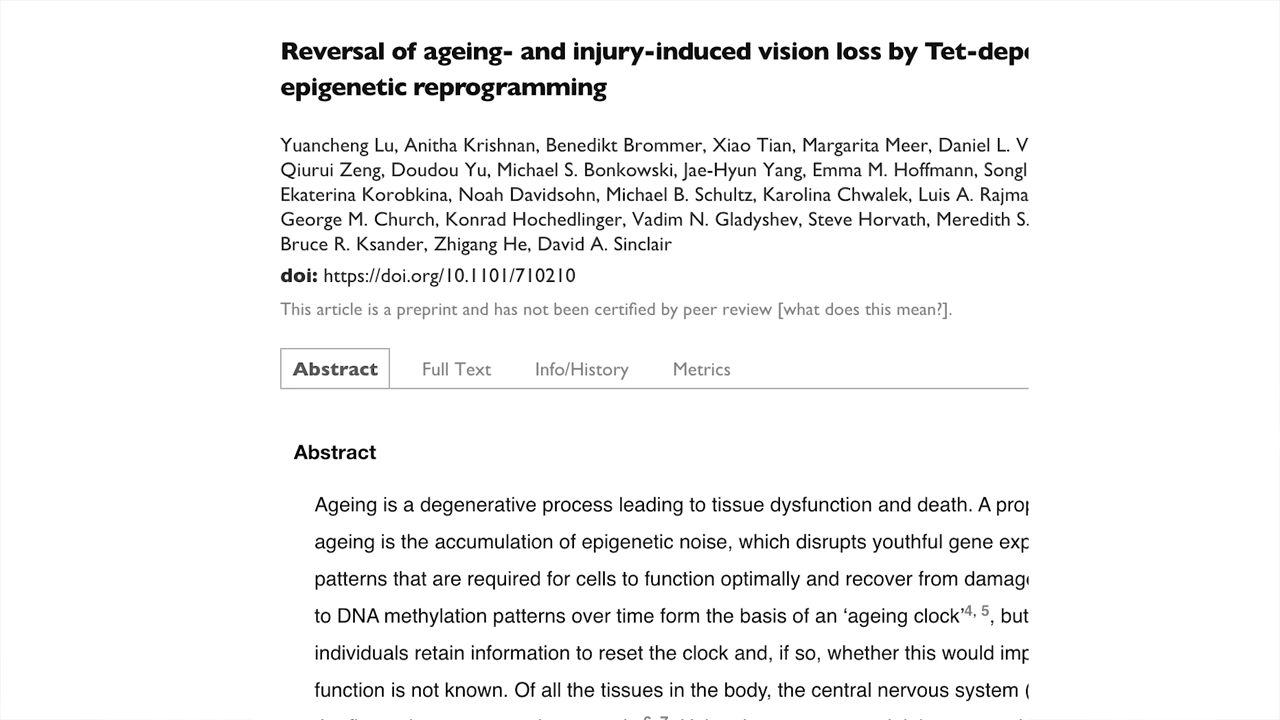 Reversal of ageing- and injury-induced vision loss by Tet-depe
epigenetic reprogramming
Yuancheng Lu, Anitha Krishnan, Benedikt Brommer, Xiao Tian, Margarita Meer, Daniel L. V
Qiurui Zeng, Doudou Yu, Michael S. Bonkowski, Jae-Hyun Yang, Emma M. Hoffmann, Songl
Ekaterina Korobkina, Noah Davidsohn, Michael B. Schultz, Karolina Chwalek, Luis A. Rajma
George M. Church, Konrad Hochedlinger, Vadim N. Gladyshev, Steve Horvath, Meredith S.
Bruce R. Ksander, Zhigang He, David A. Sinclair
doi: https://doi.org/10.1101/710210
This article is a preprint and has not been certified by peer review [what does this mean?].
Abstract Full Text Info/History Metrics
Abstract
Ageing is a degenerative process leading to tissue dysfunction and death. A prop
ageing is the accumulation of epigenetic noise, which disrupts youthful gene exp
patterns that are required for cells to function optimally and recover from damage
to DNA methylation patterns over time form the basis of an ‘ageing clock’4, 5, but
individuals retain information to reset the clock and, if so, whether this would imp
function is not known. Of all the tissues in the body, the central nervous system (